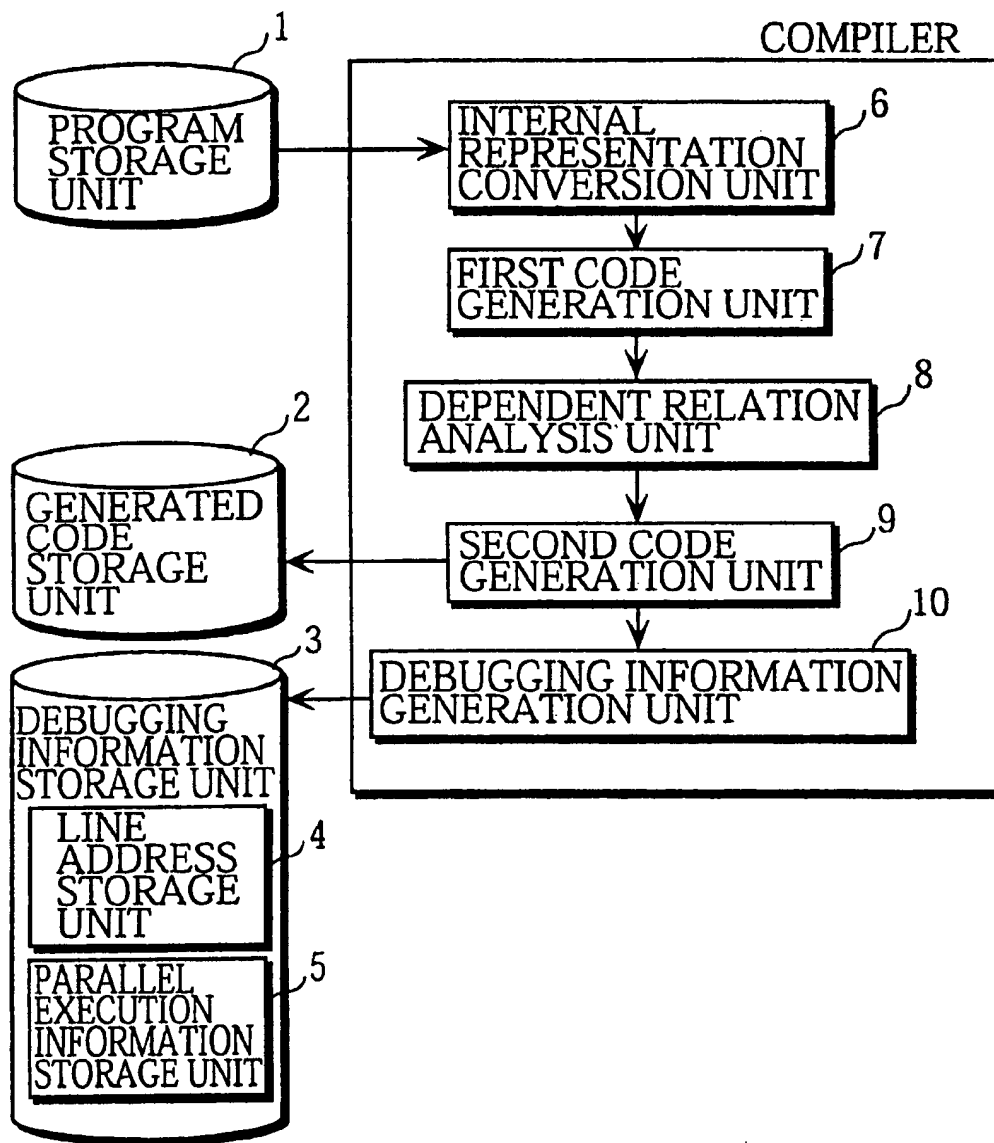 1
PROGRAM
STORAGE
UNIT
COMPILER
6
INTERNAL
REPRESENTATION
CONVERSION UNIT
7
FIRST CODE
GENERATION UNIT
8
DEPENDENT RELATION
ANALYSIS UNIT
2
GENERATED
CODE
STORAGE
UNIT
9
SECOND CODE
GENERATION UNIT
10
DEBUGGING INFORMATION
GENERATION UNIT
3
DEBUGGING
INFORMATION
STORAGE UNIT
4
LINE
ADDRESS
STORAGE
UNIT
5
PARALLEL
EXECUTION
INFORMATION
STORAGE UNIT